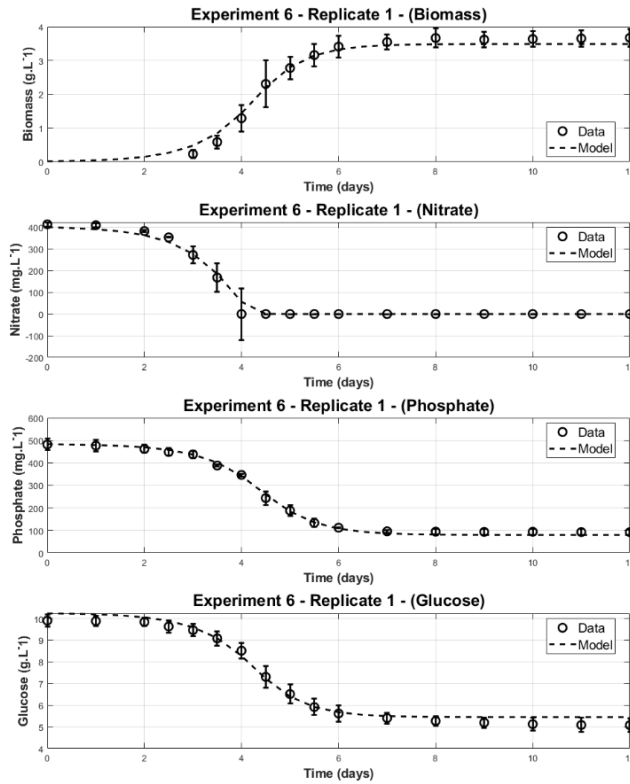 Experiment 6 - Replicate 1 - (Biomass)
Biomass (g.L^-1)
4
3
2
1
0
Data
Model
0 2 4 6 8 10 12
Time (days)
Experiment 6 - Replicate 1 - (Nitrate)
Nitrate (mg.L^-1)
400
300
200
100
0
-100
-200
Data
Model
0 2 4 6 8 10 12
Time (days)
Experiment 6 - Replicate 1 - (Phosphate)
Phosphate (mg.L^-1)
600
500
400
300
200
100
0
Data
Model
0 2 4 6 8 10 12
Time (days)
Experiment 6 - Replicate 1 - (Glucose)
Glucose (g.L^-1)
10
9
8
7
6
5
4
Data
Model
0 2 4 6 8 10 12
Time (days)